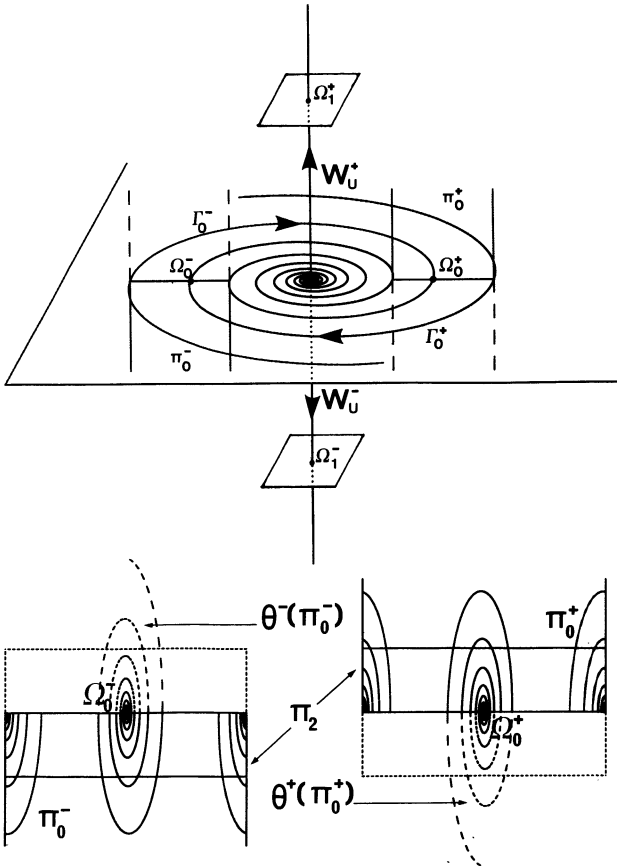 Ω₁⁺
W_U⁺
π₀⁺
Γ₀⁻
Ω₀⁻
Ω₀⁺
Γ₀⁺
π₀⁻
W_U⁻
Ω₁⁻
θ⁻(π₀⁻)
π₀⁺
Ω₀⁻
π₂
Ω₀⁺
π₀⁻
θ⁺(π₀⁺)